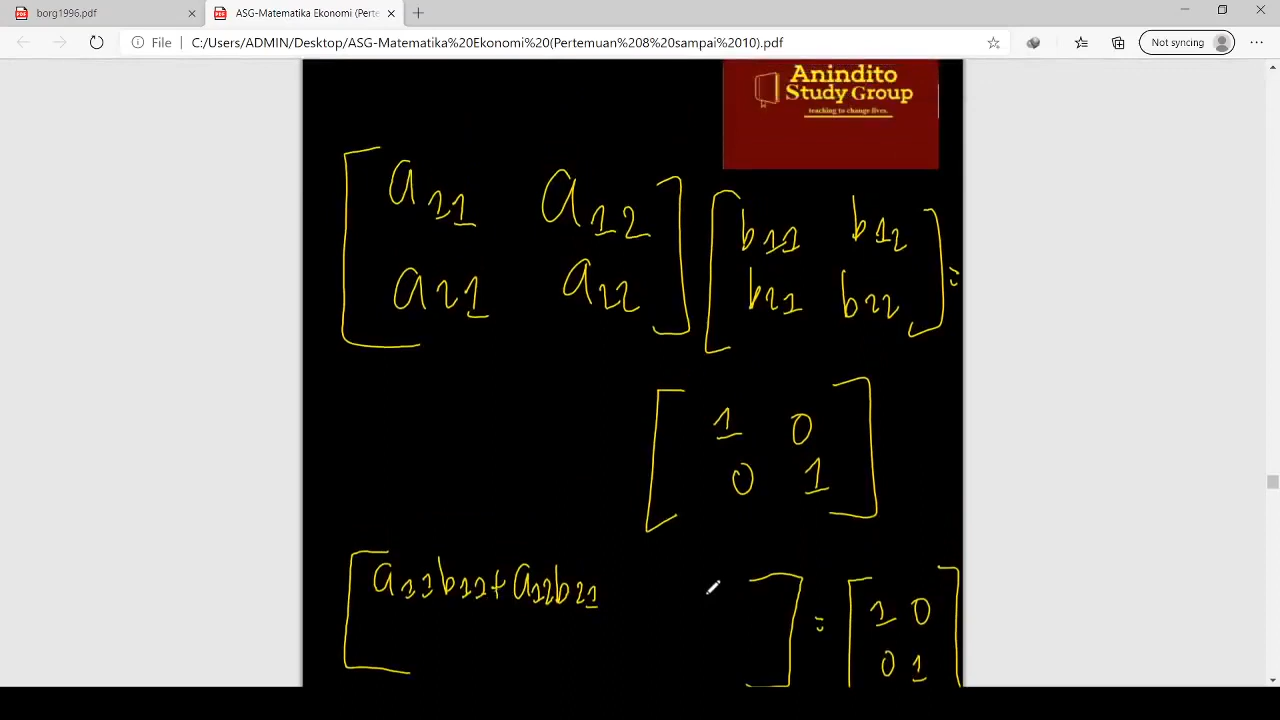 borg1996.pdf
ASG-Matematika Ekonomi (Perte
File C:/Users/ADMIN/Desktop/ASG-Matematika%20Ekonomi%20(Pertemuan%208%20sampai%2010).pdf
Not syncing
Anindito
Study Group
teaching to change lives.
a11 a12 b11 b12 =
a21 a22 b21 b22
1 0
0 1
a11b11+a12b21 = 1 0
0 1